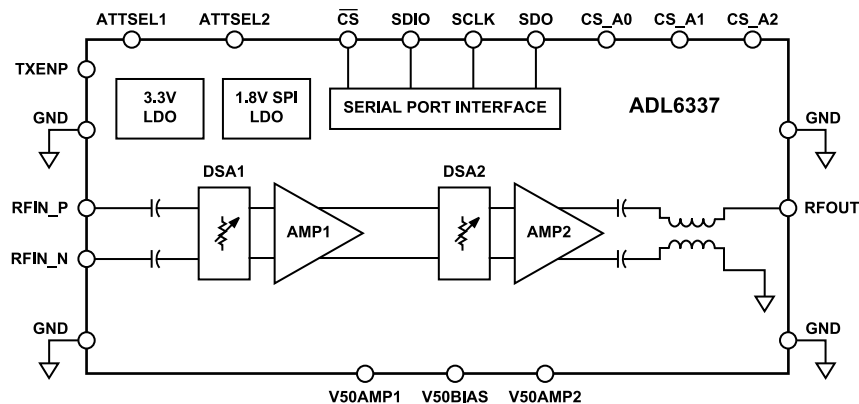 ATTSEL1 ATTSEL2 CS SDIO SCLK SDO CS_A0 CS_A1 CS_A2
TXENP
3.3V
LDO
1.8V SPI
LDO
SERIAL PORT INTERFACE
ADL6337
GND
GND
DSA1
DSA2
RFIN_P
AMP1
AMP2
RFOUT
RFIN_N
GND
GND
V50AMP1 V50BIAS V50AMP2